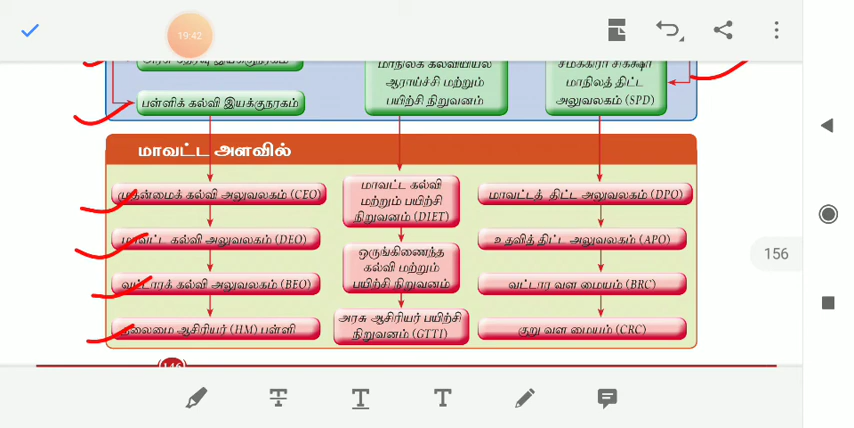 19:42
இயக்குநரகம்
மாநிலக் கல்வியியல்
ஆராய்ச்சி மற்றும்
பயிற்சி நிறுவனம்
சமக்கிரா சிக்ஷா
மாநிலத் திட்ட
அலுவலகம் (SPD)
பள்ளிக் கல்வி இயக்குநரகம்
மாவட்ட அளவில்
முதன்மைக் கல்வி அலுவலகம் (CEO)
மாவட்ட கல்வி அலுவலகம் (DEO)
வட்டாரக் கல்வி அலுவலகம் (BEO)
தலைமை ஆசிரியர் (HM) பள்ளி
மாவட்ட கல்வி
மற்றும் பயிற்சி
நிறுவனம் (DIET)
ஒருங்கிணைந்த
கல்வி மற்றும்
பயிற்சி நிறுவனம்
அரசு ஆசிரியர் பயிற்சி
நிறுவனம் (GTTI)
மாவட்டத் திட்ட அலுவலகம் (DPO)
உதவித் திட்ட அலுவலகம் (APO)
வட்டார வள மையம் (BRC)
குறு வள மையம் (CRC)
156
146
T T T